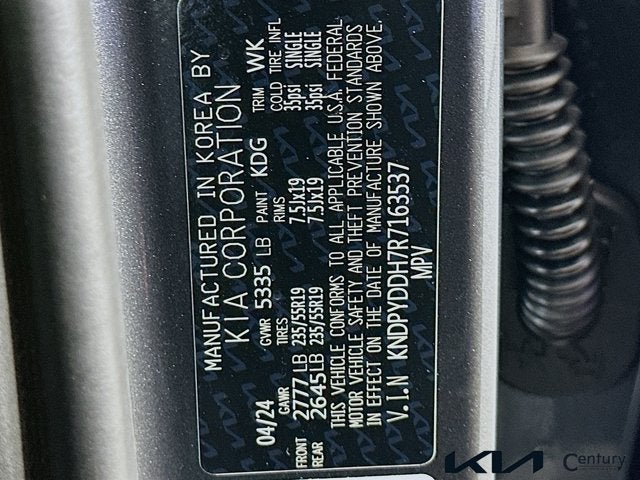 MANUFACTURED IN KOREA BY
KIA CORPORATION
04/24 GVWR 5335 LB PAINT KDG TRIM WK
GAWR TIRES RIMS COLD TIRE INFL
FRONT 2777 LB 235/55R19 7.5Jx19 35psi SINGLE
REAR 2645 LB 235/55R19 7.5Jx19 35psi SINGLE
THIS VEHICLE CONFORMS TO ALL APPLICABLE U.S.A. FEDERAL
MOTOR VEHICLE SAFETY AND THEFT PREVENTION STANDARDS
IN EFFECT ON THE DATE OF MANUFACTURE SHOWN ABOVE.
V.I.N KNDPYDDH7R7163537
MPV
KIA Century